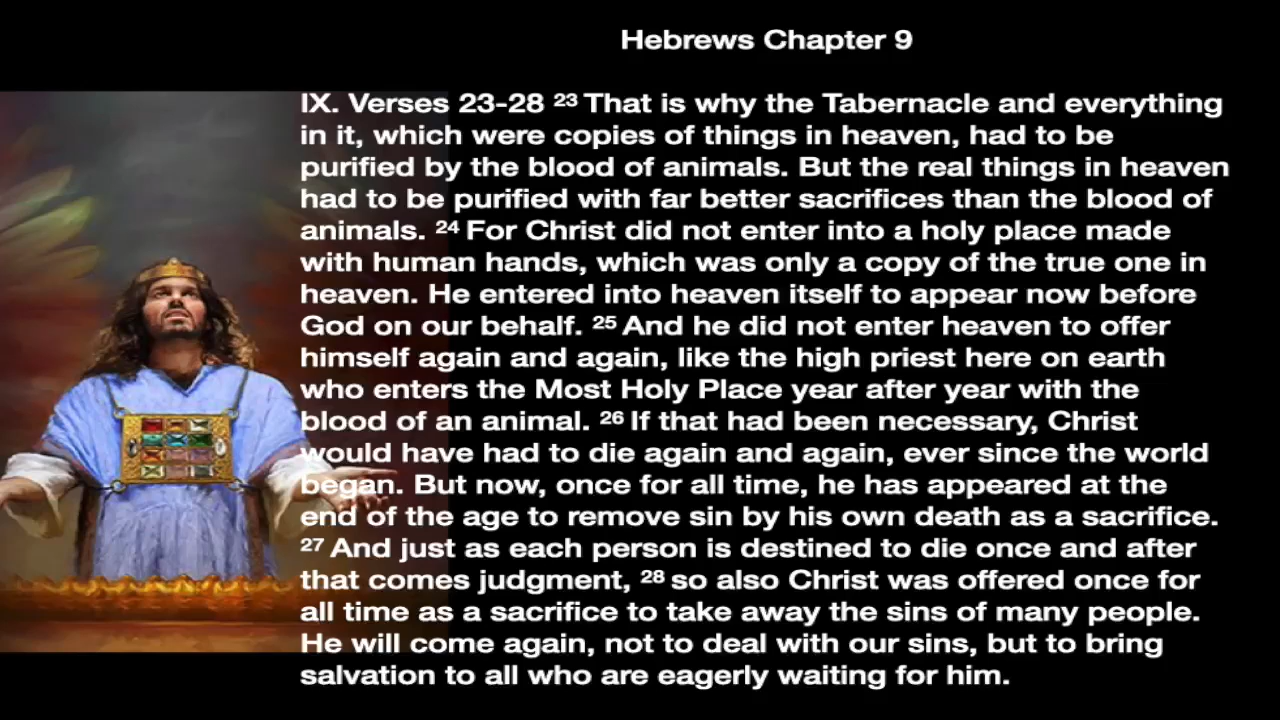 Hebrews Chapter 9
IX. Verses 23-28 ²³ That is why the Tabernacle and everything
in it, which were copies of things in heaven, had to be
purified by the blood of animals. But the real things in heaven
had to be purified with far better sacrifices than the blood of
animals. ²⁴ For Christ did not enter into a holy place made
with human hands, which was only a copy of the true one in
heaven. He entered into heaven itself to appear now before
God on our behalf. ²⁵ And he did not enter heaven to offer
himself again and again, like the high priest here on earth
who enters the Most Holy Place year after year with the
blood of an animal. ²⁶ If that had been necessary, Christ
would have had to die again and again, ever since the world
began. But now, once for all time, he has appeared at the
end of the age to remove sin by his own death as a sacrifice.
²⁷ And just as each person is destined to die once and after
that comes judgment, ²⁸ so also Christ was offered once for
all time as a sacrifice to take away the sins of many people.
He will come again, not to deal with our sins, but to bring
salvation to all who are eagerly waiting for him.